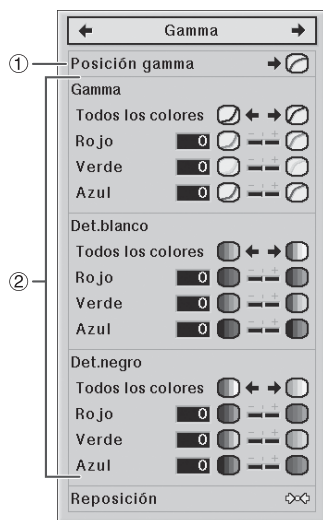 Gamma
① Posición gamma
②
Gamma
Todos los colores
Rojo 0 - +
Verde 0 - +
Azul 0 - +
Det.blanco
Todos los colores
Rojo 0 - +
Verde 0 - +
Azul 0 - +
Det.negro
Todos los colores
Rojo 0 - +
Verde 0 - +
Azul 0 - +
Reposición